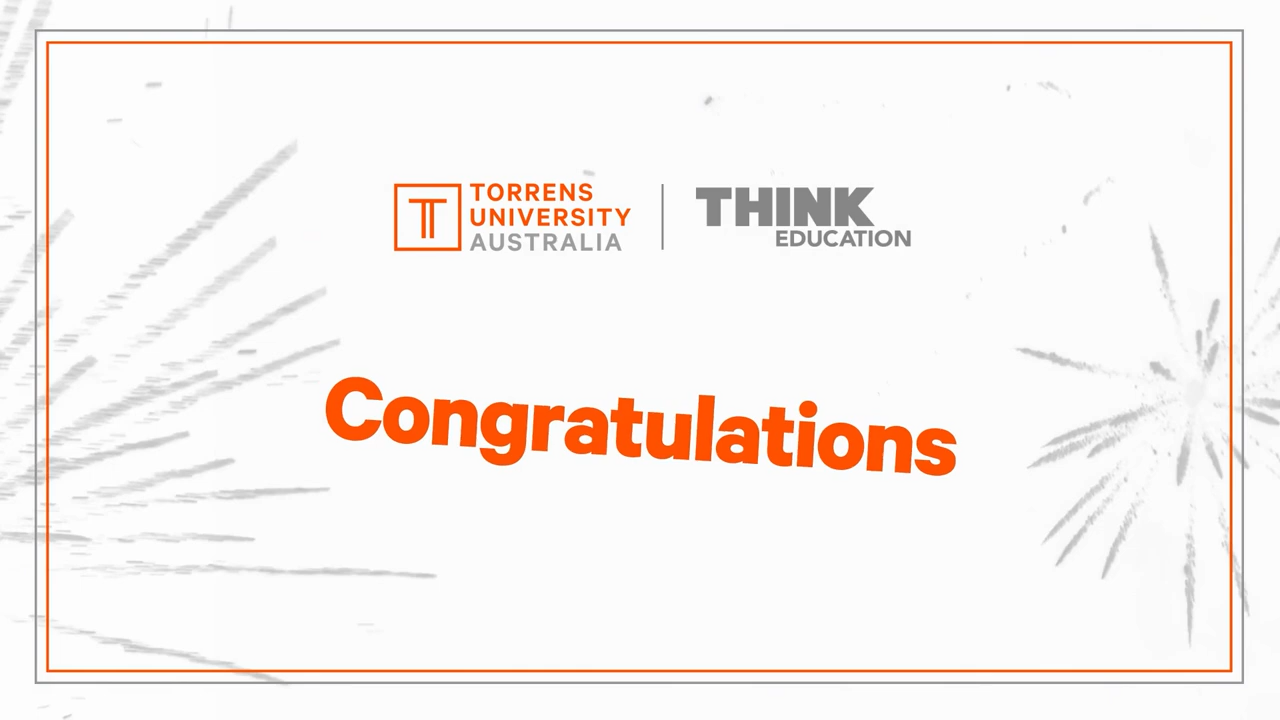 TORRENS
UNIVERSITY
AUSTRALIA
THINK
EDUCATION
Congratulations